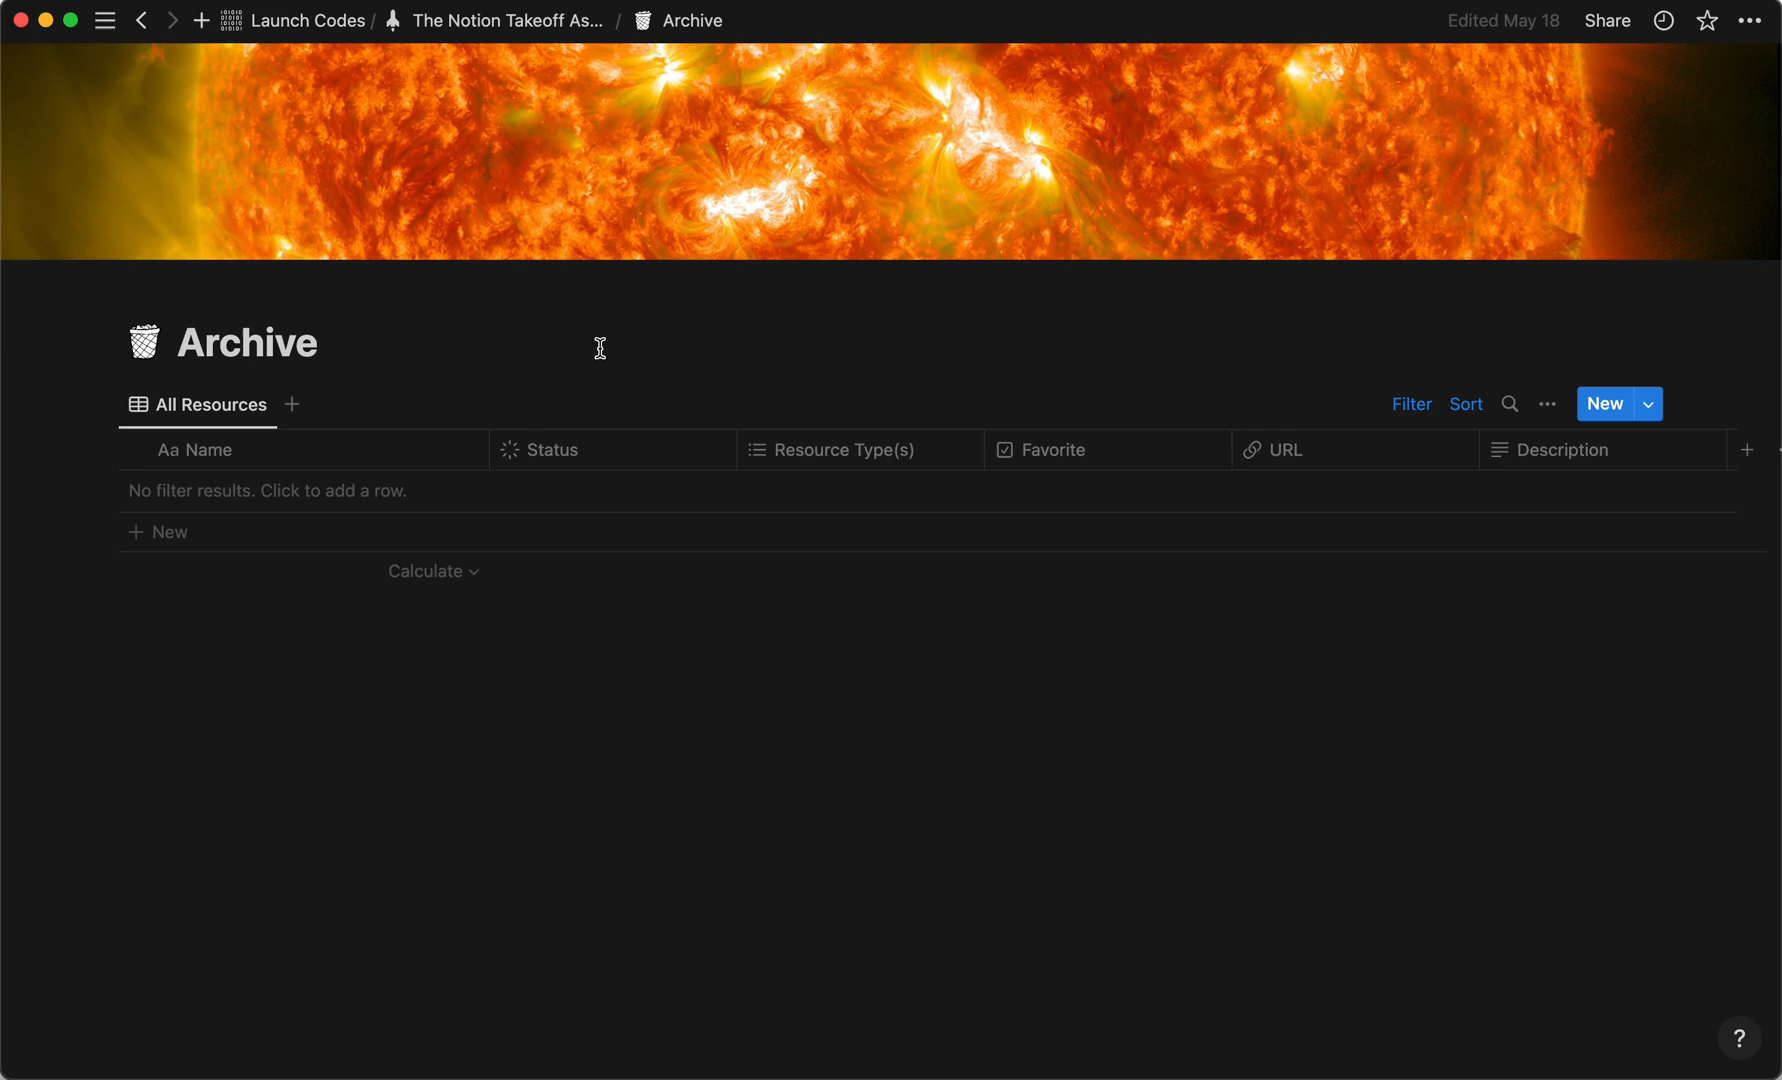 Launch Codes / The Notion Takeoff As... / Archive Edited May 18 Share
Archive
All Resources Filter Sort New
Aa Name Status Resource Type(s) Favorite URL Description
No filter results. Click to add a row.
+ New
Calculate
?